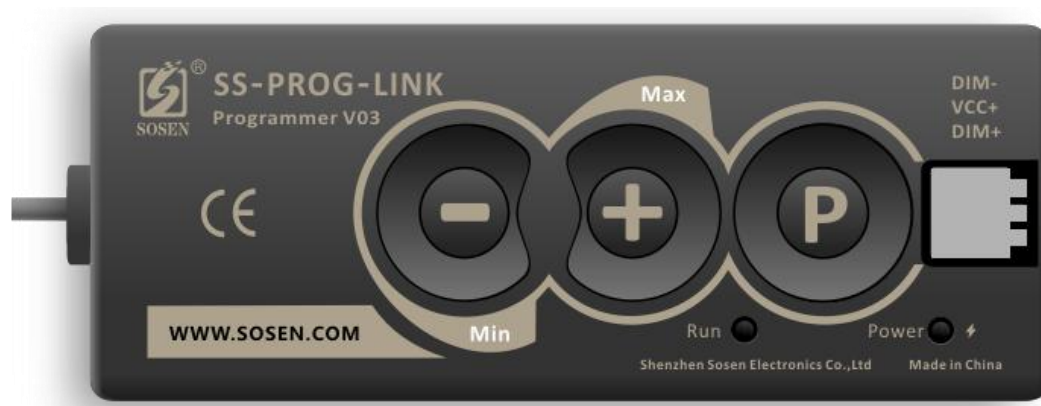 ®
SOSEN
SS-PROG-LINK
Programmer V03
Max
DIM-
VCC+
DIM+
CE
-
+
P
WWW.SOSEN.COM
Min
Run
Power
Shenzhen Sosen Electronics Co.,Ltd
Made in China